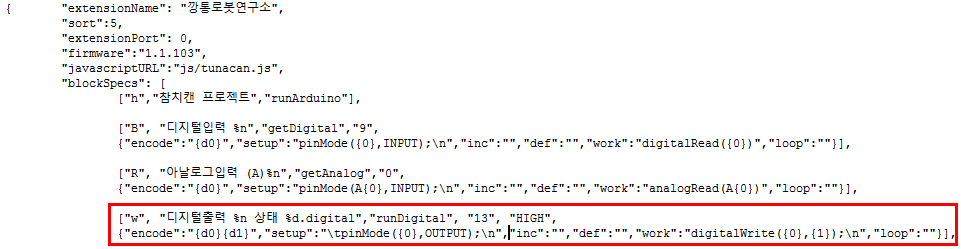 { "extensionName": "깡통로봇연구소",
"sort":5,
"extensionPort": 0,
"firmware":"1.1.103",
"javascriptURL":"js/tunacan.js",
"blockSpecs": [
["h","참치캔 프로젝트","runArduino"],
["B", "디지털입력 %n","getDigital","9",
{"encode":"{d0}","setup":"pinMode({0},INPUT);\n","inc":"","def":"","work":"digitalRead({0})","loop":""}],
["R", "아날로그입력 (A)%n","getAnalog","0",
{"encode":"{d0}","setup":"pinMode(A{0},INPUT);\n","inc":"","def":"","work":"analogRead(A{0})","loop":""}],
["w", "디지털출력 %n 상태 %d.digital","runDigital", "13", "HIGH",
{"encode":"{d0}{d1}","setup":"\tpinMode({0},OUTPUT);\n","inc":"","def":"","work":"digitalWrite({0},{1});\n","loop":""}],